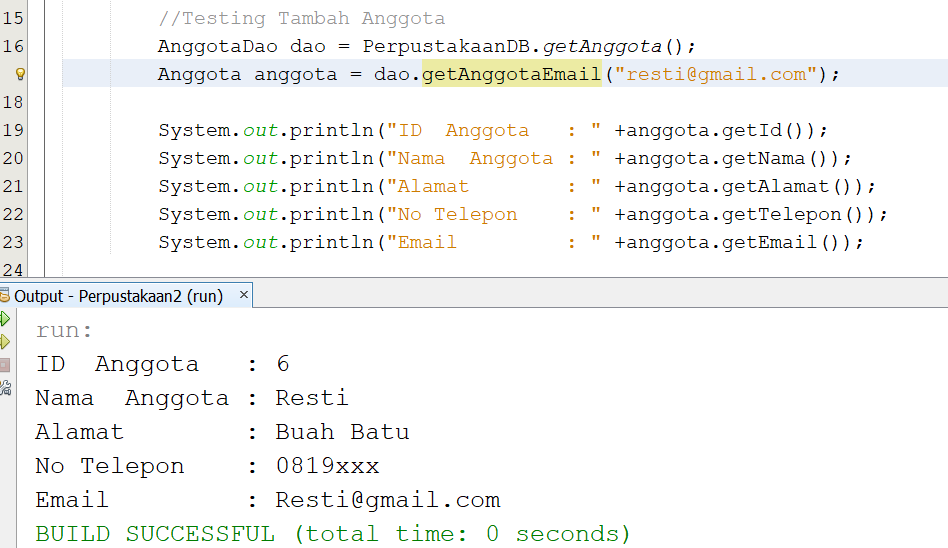 15 //Testing Tambah Anggota
16 AnggotaDao dao = PerpustakaanDB.getAnggota();
Anggota anggota = dao.getAnggotaEmail("resti@gmail.com");
18
19 System.out.println("ID  Anggota   : " +anggota.getId());
20 System.out.println("Nama  Anggota : " +anggota.getNama());
21 System.out.println("Alamat        : " +anggota.getAlamat());
22 System.out.println("No Telepon    : " +anggota.getTelepon());
23 System.out.println("Email         : " +anggota.getEmail());
24
Output - Perpustakaan2 (run) ×
run:
ID  Anggota   : 6
Nama  Anggota : Resti
Alamat        : Buah Batu
No Telepon    : 0819xxx
Email         : Resti@gmail.com
BUILD SUCCESSFUL (total time: 0 seconds)